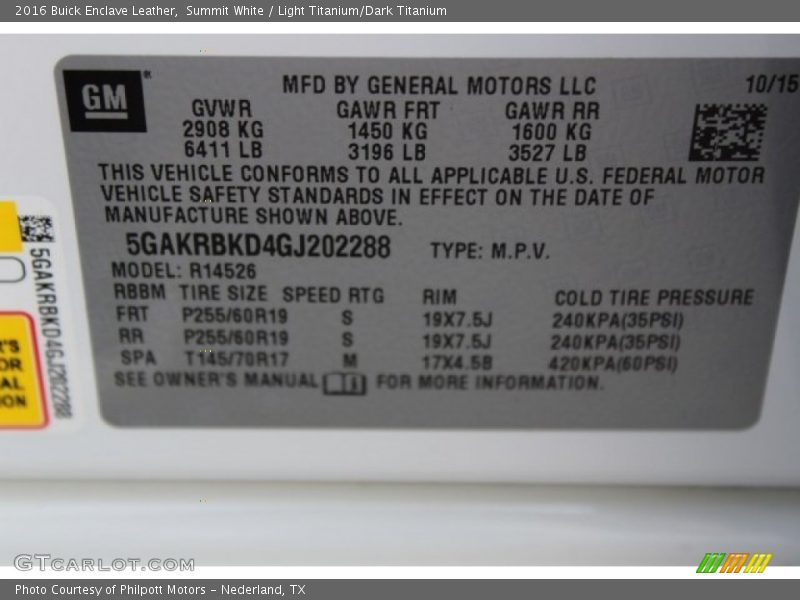 2016 Buick Enclave Leather, Summit White / Light Titanium/Dark Titanium
GM
®
MFD BY GENERAL MOTORS LLC 10/15
GVWR GAWR FRT GAWR RR
2908 KG 1450 KG 1600 KG
6411 LB 3196 LB 3527 LB
THIS VEHICLE CONFORMS TO ALL APPLICABLE U.S. FEDERAL MOTOR
VEHICLE SAFETY STANDARDS IN EFFECT ON THE DATE OF
MANUFACTURE SHOWN ABOVE.
5GAKRBKD4GJ202288 TYPE: M.P.V.
MODEL: R14526
RBBM TIRE SIZE SPEED RTG RIM COLD TIRE PRESSURE
FRT P255/60R19 S 19X7.5J 240KPA(35PSI)
RR P255/60R19 S 19X7.5J 240KPA(35PSI)
SPA T145/70R17 M 17X4.5B 420KPA(60PSI)
SEE OWNER'S MANUAL FOR MORE INFORMATION.
5GAKRBKD4GJ202288
R'S
OR
AL
ON
GTCARLOT.COM
Photo Courtesy of Philpott Motors - Nederland, TX